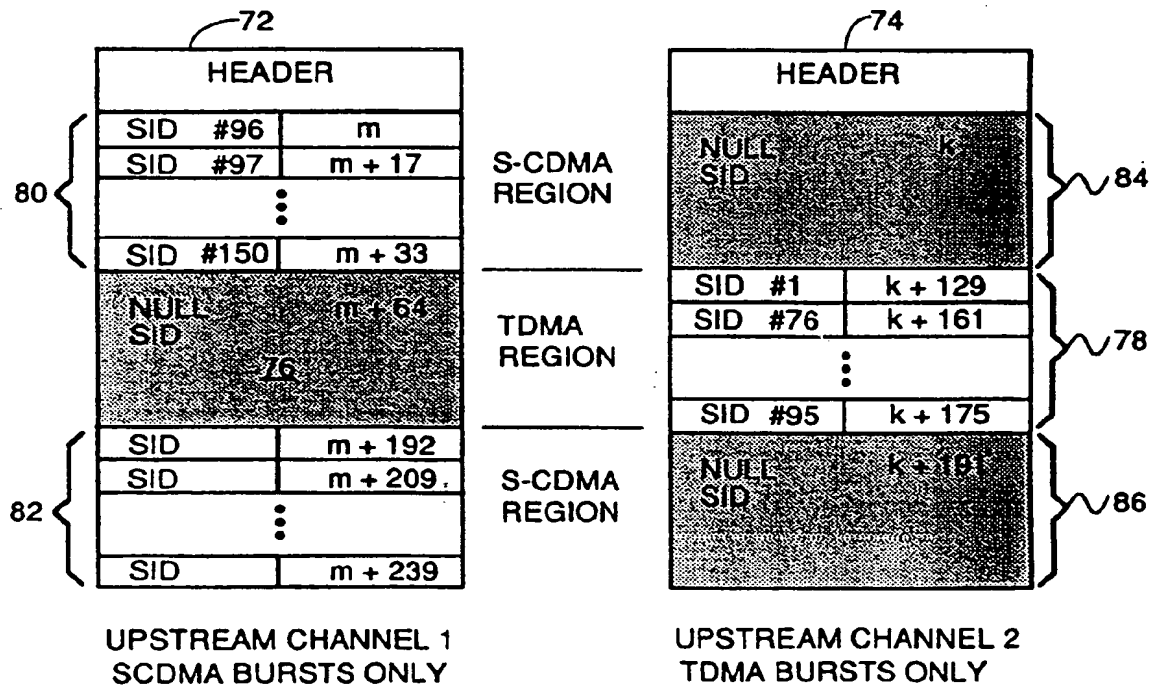 72
HEADER
SID #96 m
SID #97 m + 17
SID #150 m + 33
80
NULL SID m + 64
76
SID m + 192
SID m + 209
SID m + 239
82
S-CDMA REGION
TDMA REGION
S-CDMA REGION
74
HEADER
NULL SID k
84
SID #1 k + 129
SID #76 k + 161
SID #95 k + 175
78
NULL SID k + 191
86
UPSTREAM CHANNEL 1
SCDMA BURSTS ONLY
UPSTREAM CHANNEL 2
TDMA BURSTS ONLY